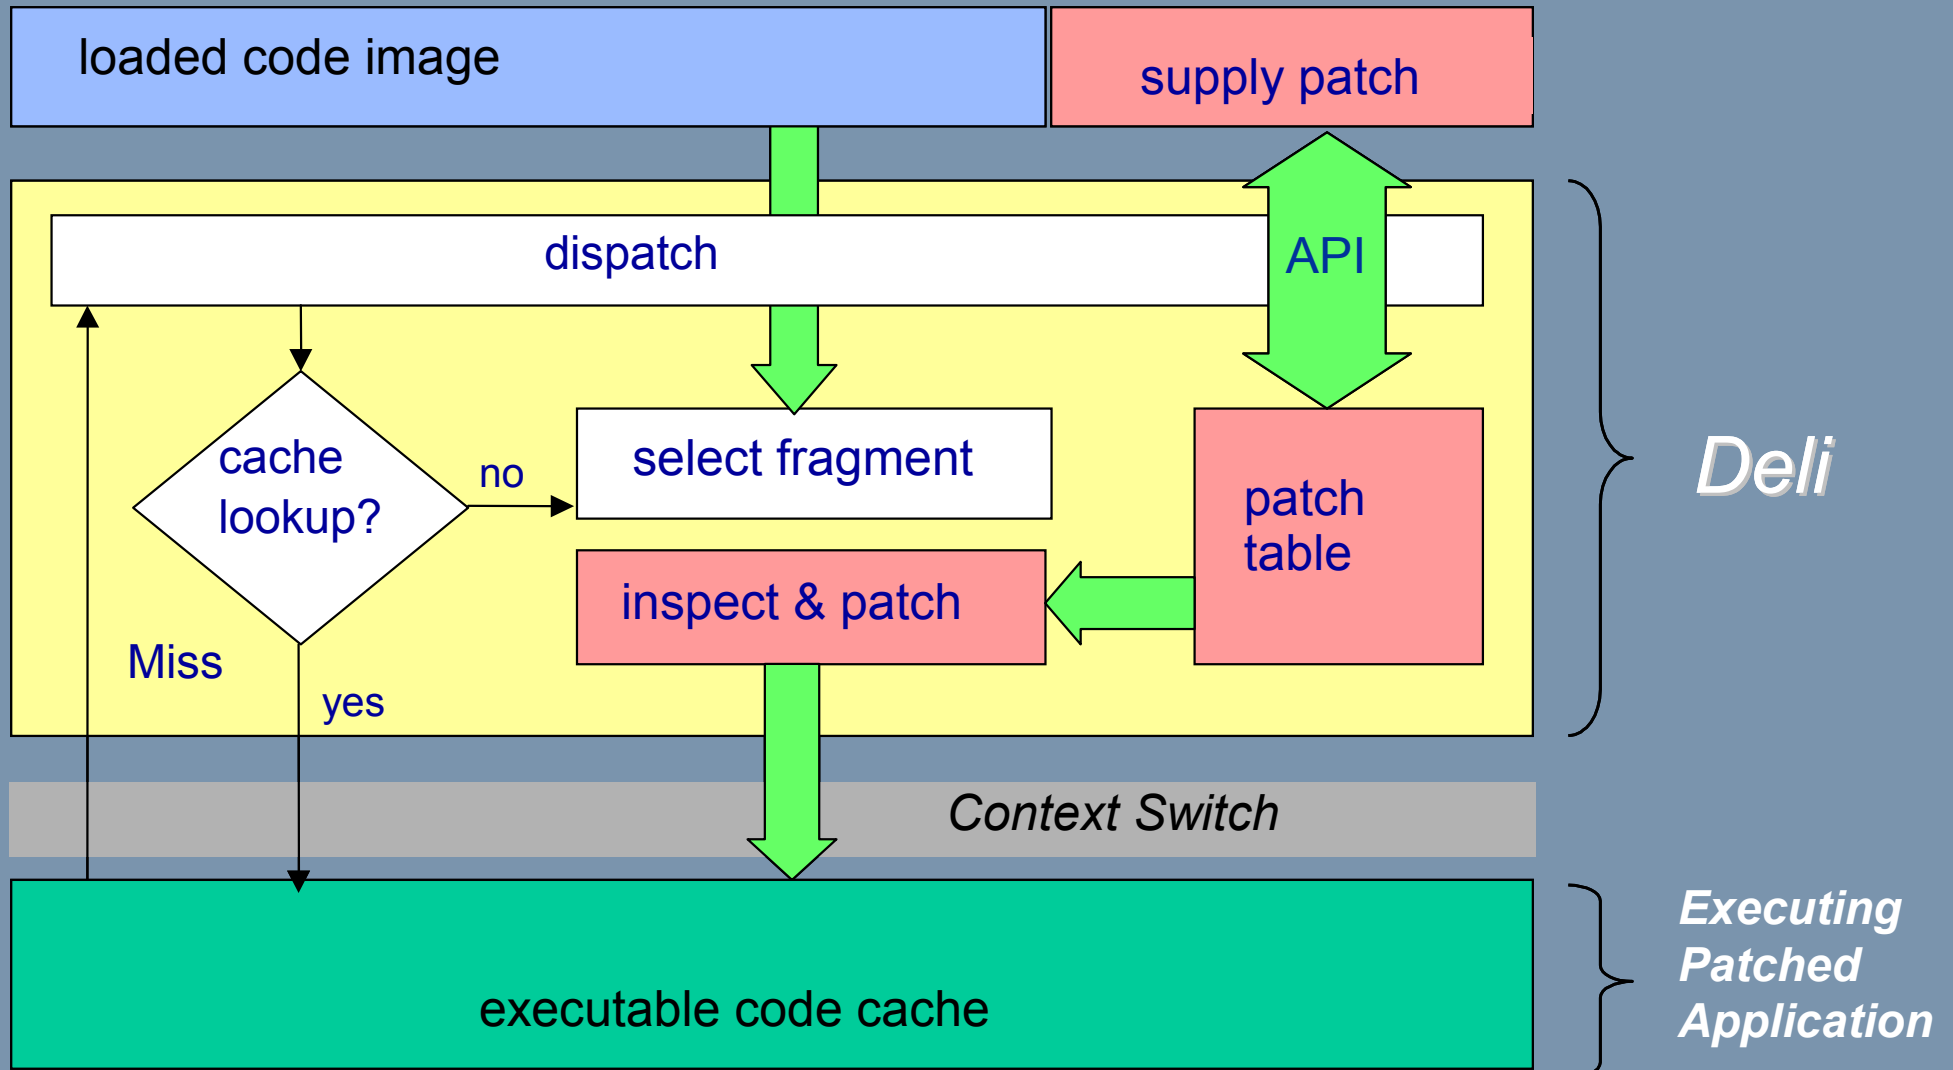 loaded code image
supply patch
dispatch
API
cache
lookup?
no
select fragment
patch
table
inspect & patch
Miss
yes
Deli
Context Switch
executable code cache
Executing
Patched
Application